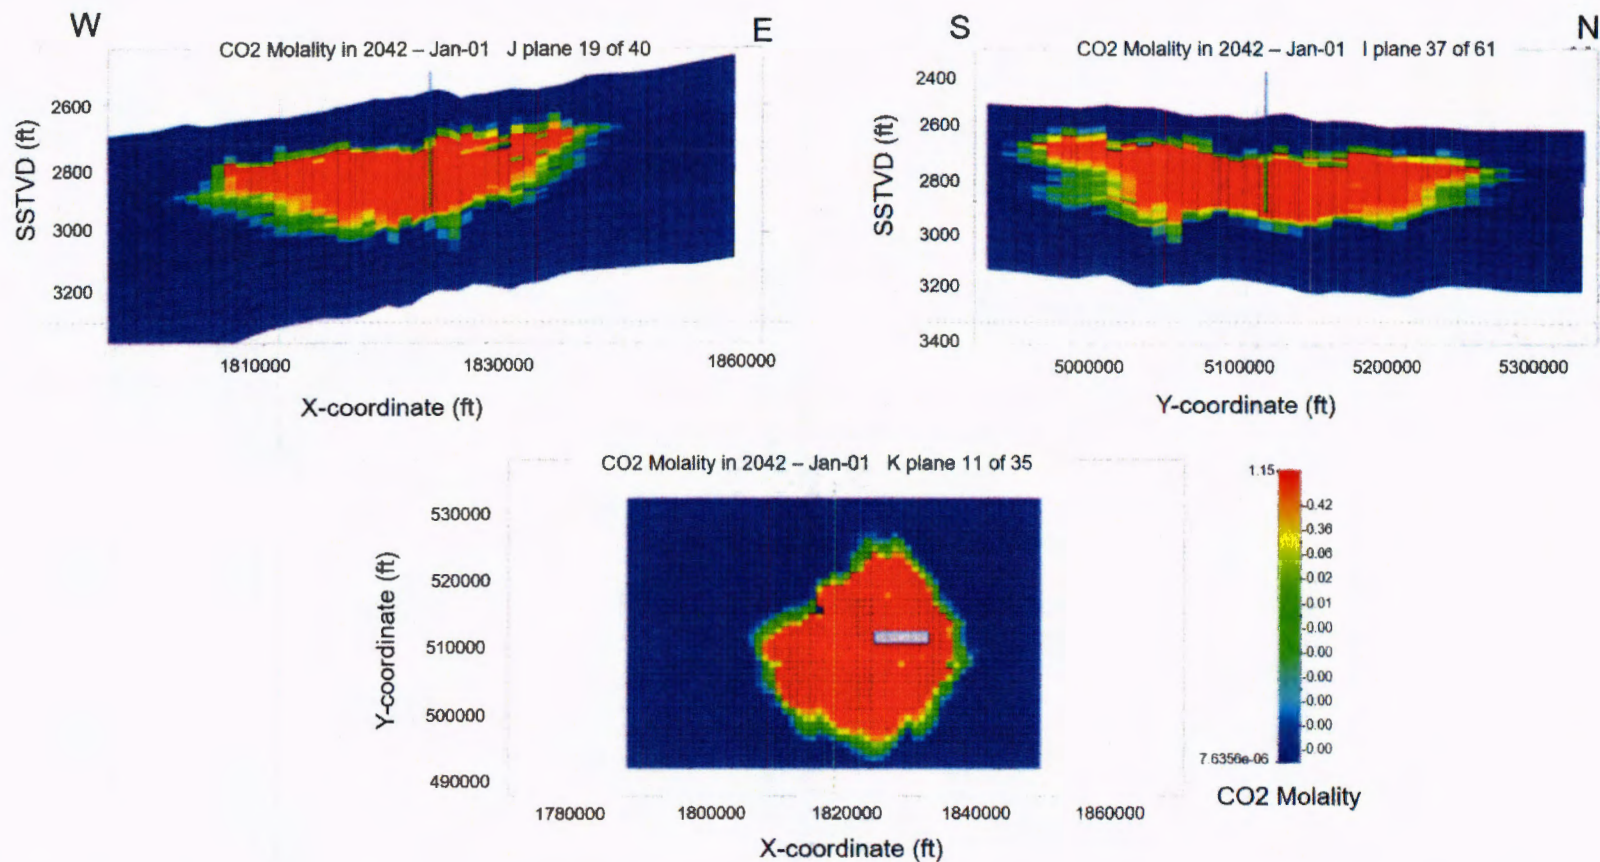 W
E
CO2 Molality in 2042 – Jan-01 J plane 19 of 40
SSTVD (ft)
2600
2800
3000
3200
1810000
1830000
1860000
X-coordinate (ft)
S
N
CO2 Molality in 2042 – Jan-01 I plane 37 of 61
SSTVD (ft)
2400
2600
2800
3000
3200
3400
5000000
5100000
5200000
5300000
Y-coordinate (ft)
CO2 Molality in 2042 – Jan-01 K plane 11 of 35
Y-coordinate (ft)
530000
520000
510000
500000
490000
1780000
1800000
1820000
1840000
1860000
X-coordinate (ft)
1.15
0.42
0.36
0.06
0.02
0.01
0.00
0.00
0.00
0.00
0.00
7.6356e-06
CO2 Molality